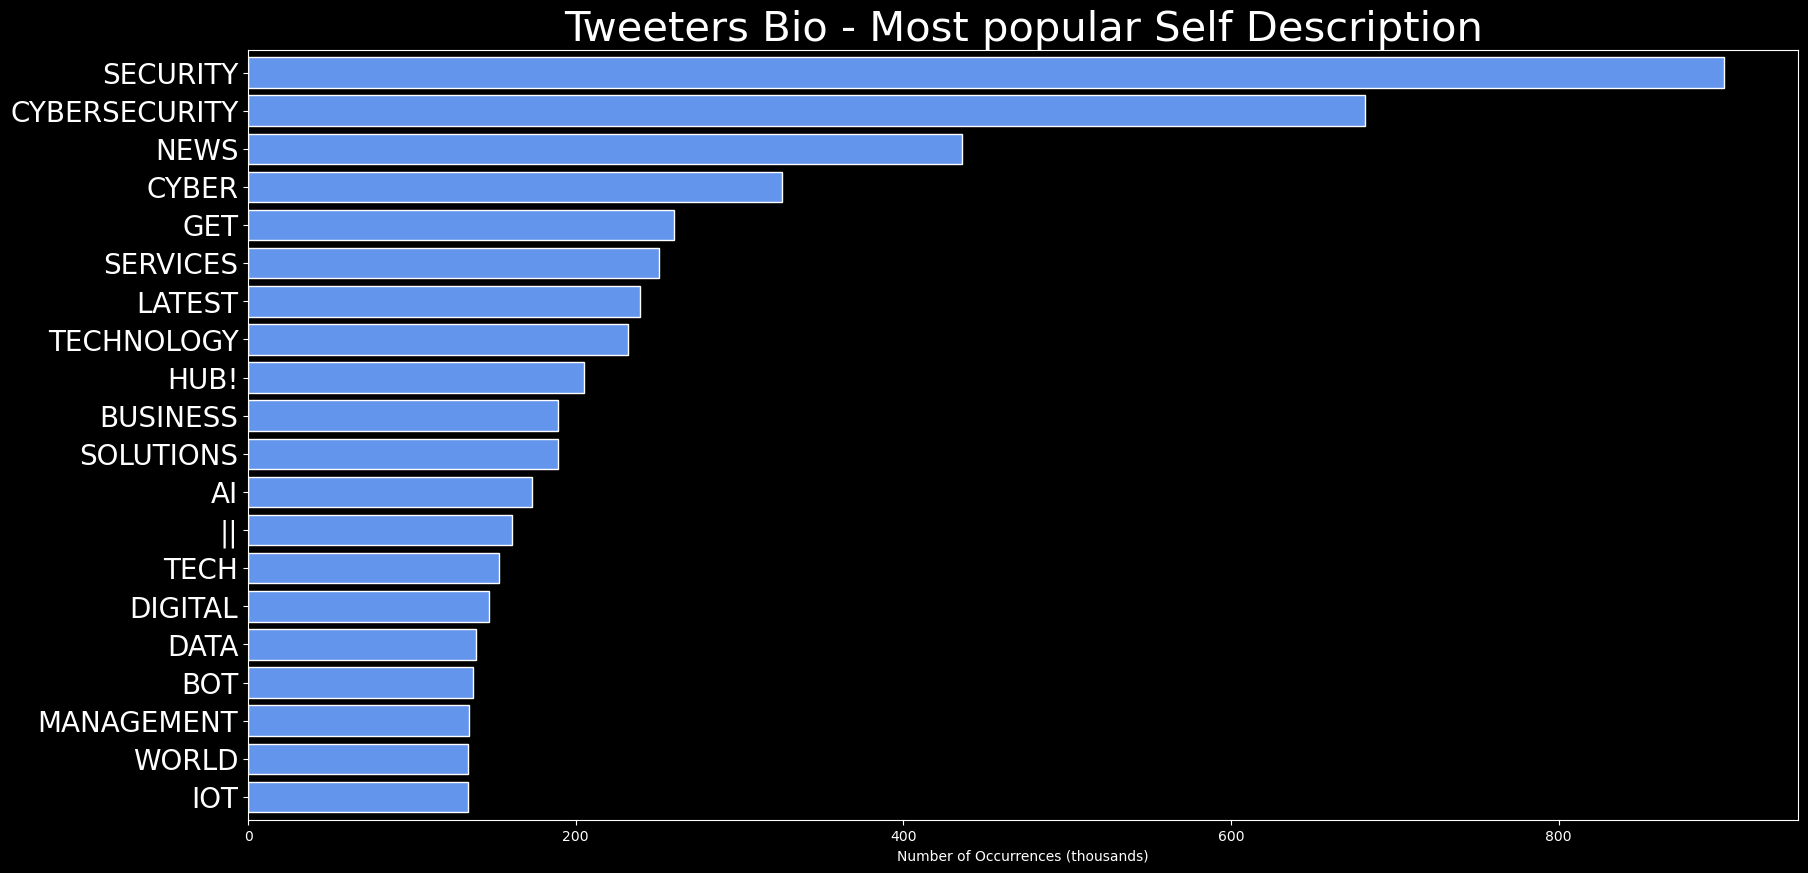 Tweeters Bio - Most popular Self Description
SECURITY
CYBERSECURITY
NEWS
CYBER
GET
SERVICES
LATEST
TECHNOLOGY
HUB!
BUSINESS
SOLUTIONS
AI
||
TECH
DIGITAL
DATA
BOT
MANAGEMENT
WORLD
IOT
0 200 400 600 800
Number of Occurrences (thousands)